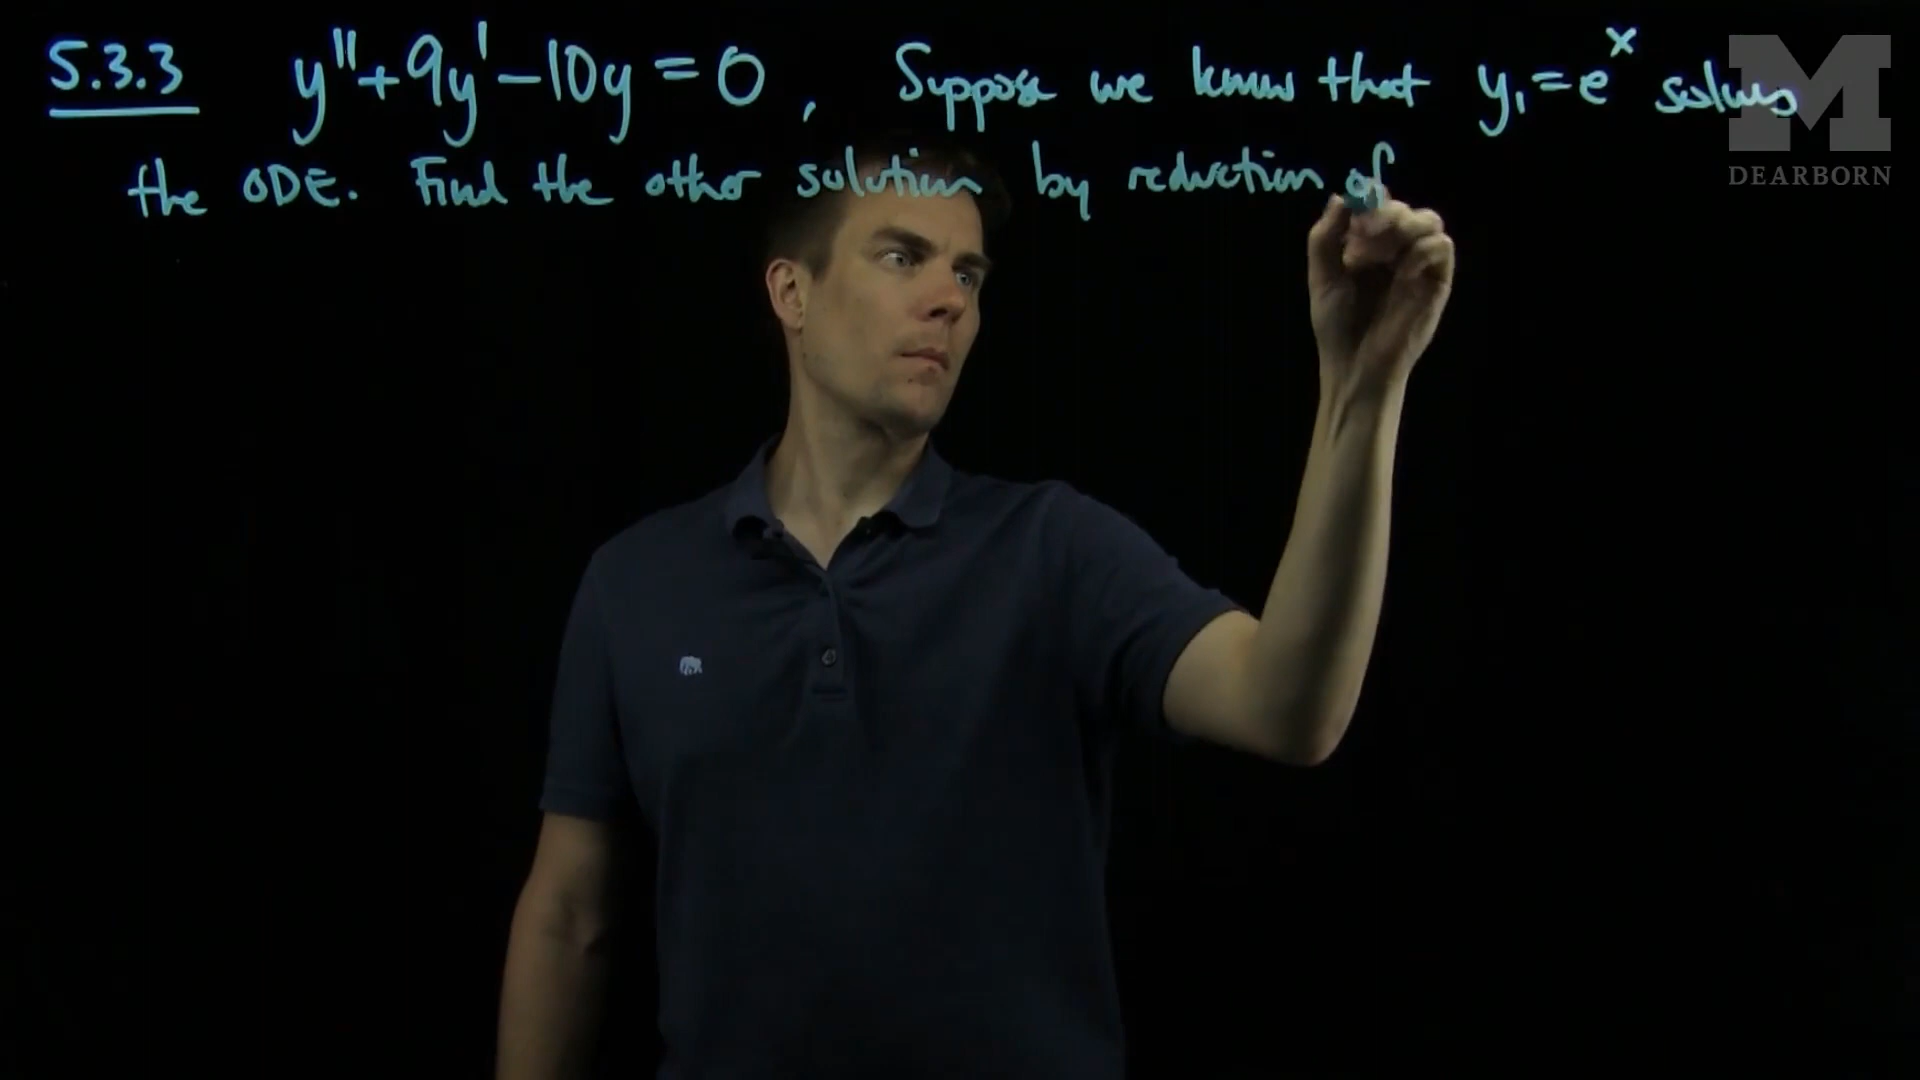 5.3.3 y''+9y'-10y=0, Suppose we know that y₁=eˣ solves
the ODE. Find the other solution by reduction of
M
DEARBORN